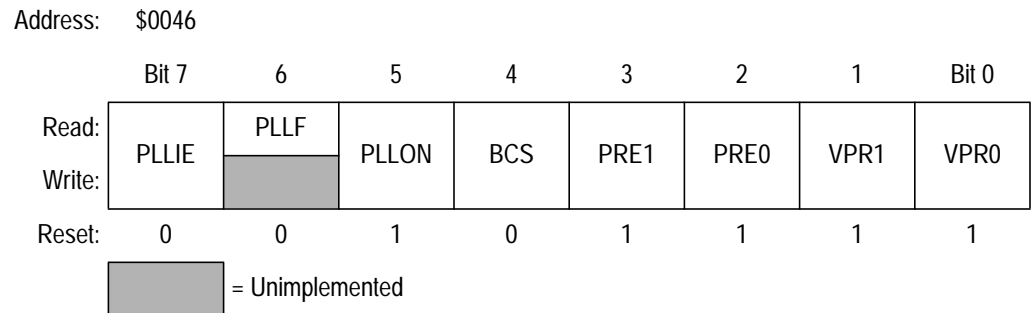 Address: $0046
Bit 7 6 5 4 3 2 1 Bit 0
Read: PLLIE PLLF PLLON BCS PRE1 PRE0 VPR1 VPR0
Write:
Reset: 0 0 1 0 1 1 1 1
= Unimplemented